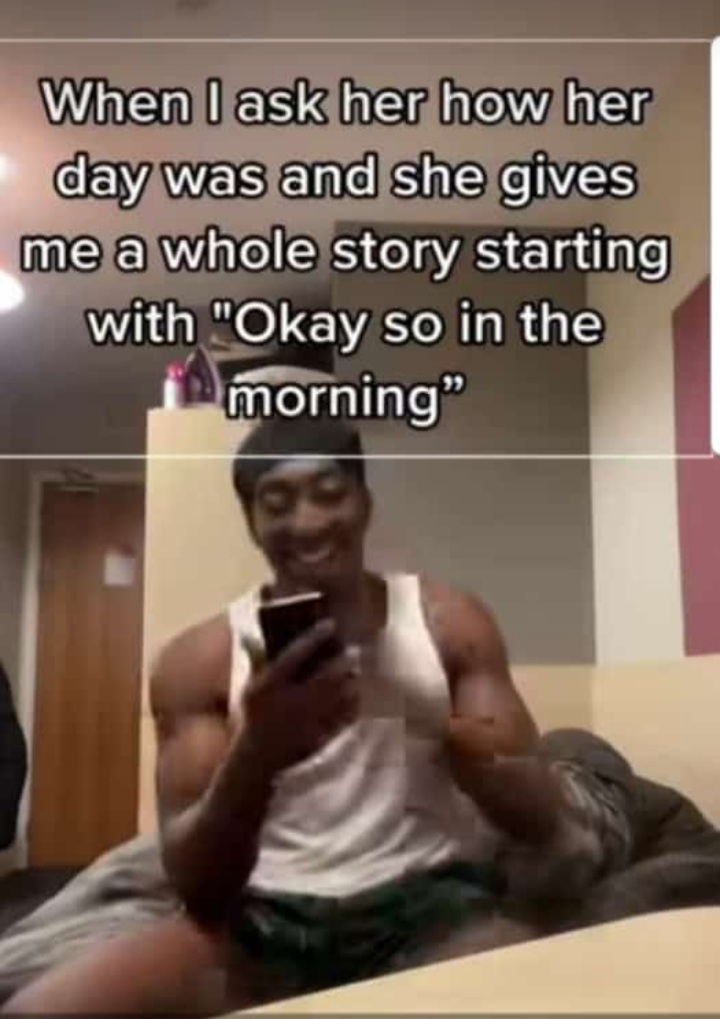 When I ask her how her
day was and she gives
me a whole story starting
with "Okay so in the
morning”